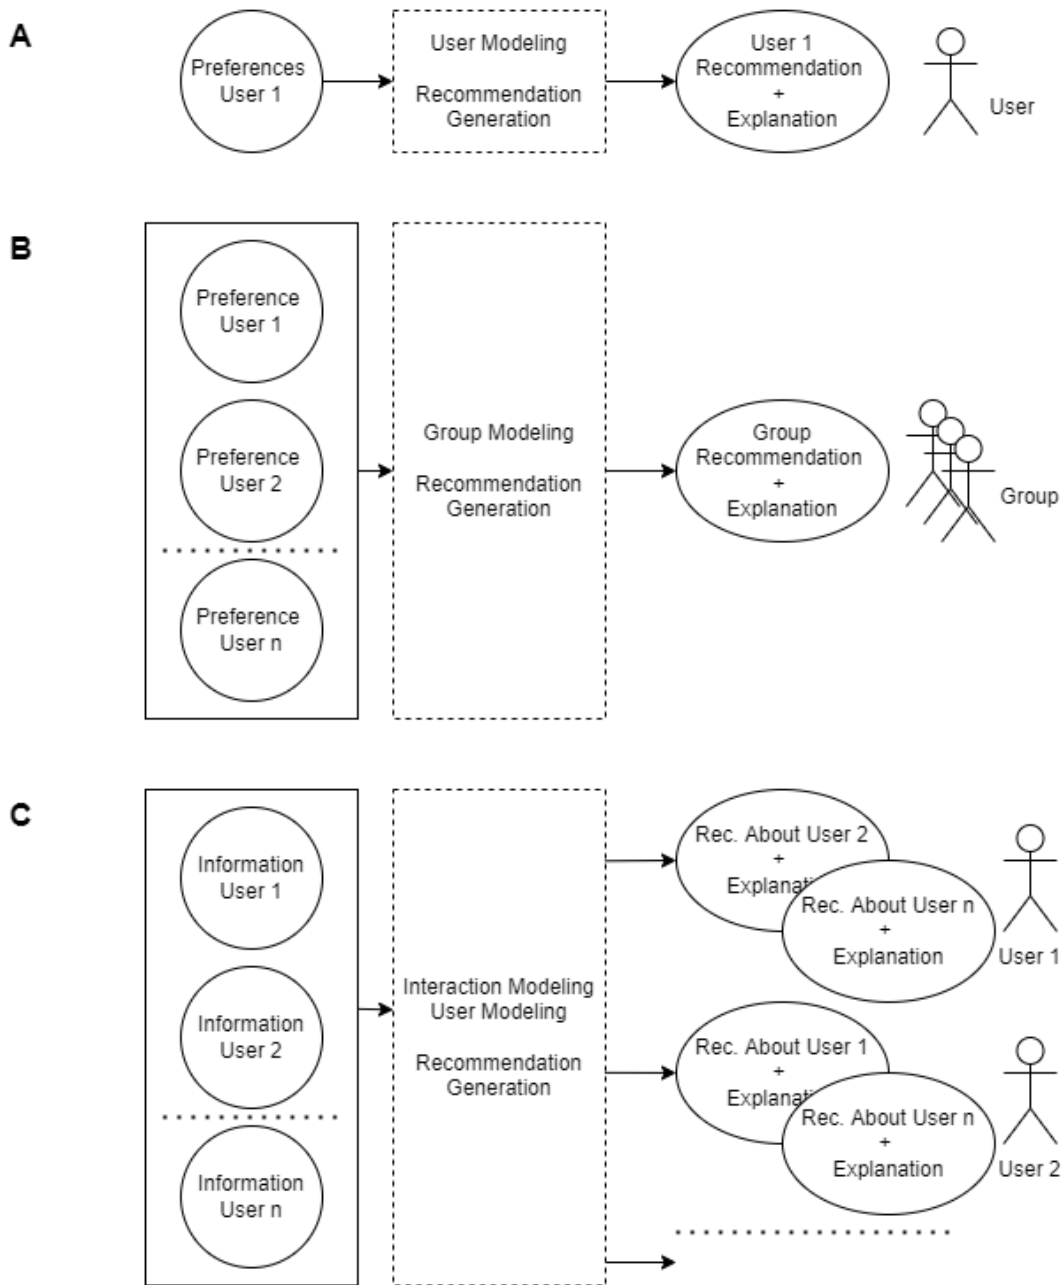 A
Preferences
User 1
User Modeling
Recommendation
Generation
User 1
Recommendation
+
Explanation
User
B
Preference
User 1
Preference
User 2
Preference
User n
Group Modeling
Recommendation
Generation
Group
Recommendation
+
Explanation
Group
C
Information
User 1
Information
User 2
Information
User n
Interaction Modeling
User Modeling
Recommendation
Generation
Rec. About User 2
+
Explanati
Rec. About User n
+
Explanation
User 1
Rec. About User 1
+
Explanati
Rec. About User n
+
Explanation
User 2